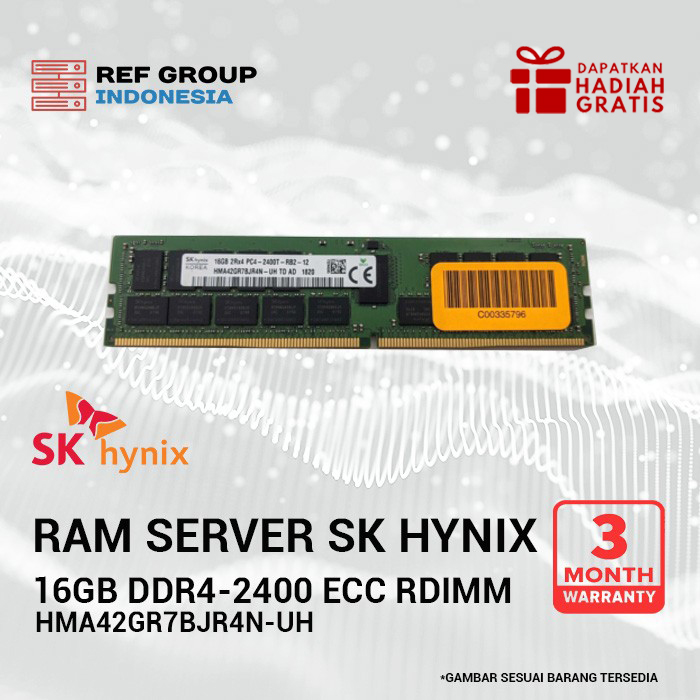 REF GROUP
INDONESIA
DAPATKAN
HADIAH
GRATIS
SK hynix
KOREA
16GB 2Rx4 PC4-2400T-RB2-12
HMA42GR7BJR4N-UH TD AD 1820
C00335796
SK hynix
RAM SERVER SK HYNIX
16GB DDR4-2400 ECC RDIMM
HMA42GR7BJR4N-UH
3
MONTH
WARRANTY
*GAMBAR SESUAI BARANG TERSEDIA